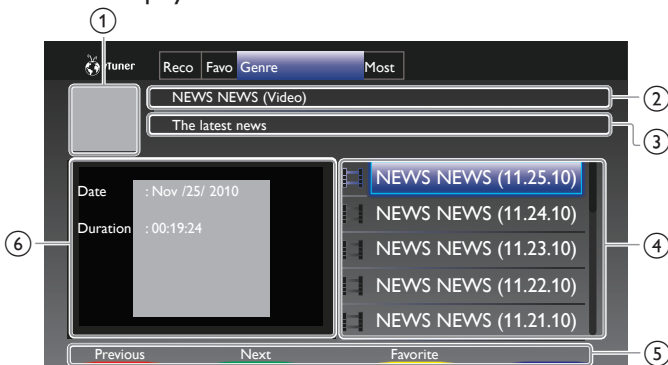 1
vTuner Reco Favo Genre Most
NEWS NEWS (Video)
2
The latest news
3
NEWS NEWS (11.25.10)
Date : Nov /25/ 2010
NEWS NEWS (11.24.10)
Duration : 00:19:24
6
NEWS NEWS (11.23.10)
4
NEWS NEWS (11.22.10)
NEWS NEWS (11.21.10)
Previous Next Favorite
5